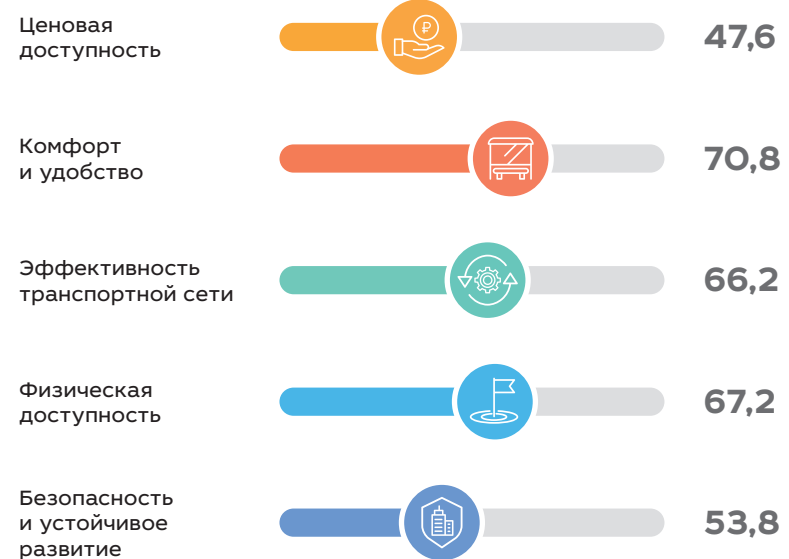 Ценовая
доступность
47,6
₽
Комфорт
и удобство
70,8
Эффективность
транспортной сети
66,2
Физическая
доступность
67,2
Безопасность
и устойчивое
развитие
53,8